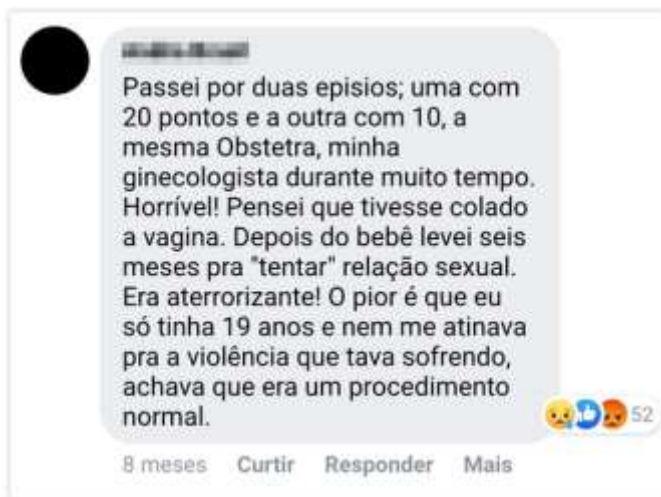 Passei por duas episios; uma com
20 pontos e a outra com 10, a
mesma Obstetra, minha
ginecologista durante muito tempo.
Horrível! Pensei que tivesse colado
a vagina. Depois do bebê levei seis
meses pra "tentar" relação sexual.
Era aterrorizante! O pior é que eu
só tinha 19 anos e nem me atinava
pra a violência que tava sofrendo,
achava que era um procedimento
normal.
52
8 meses Curtir Responder Mais